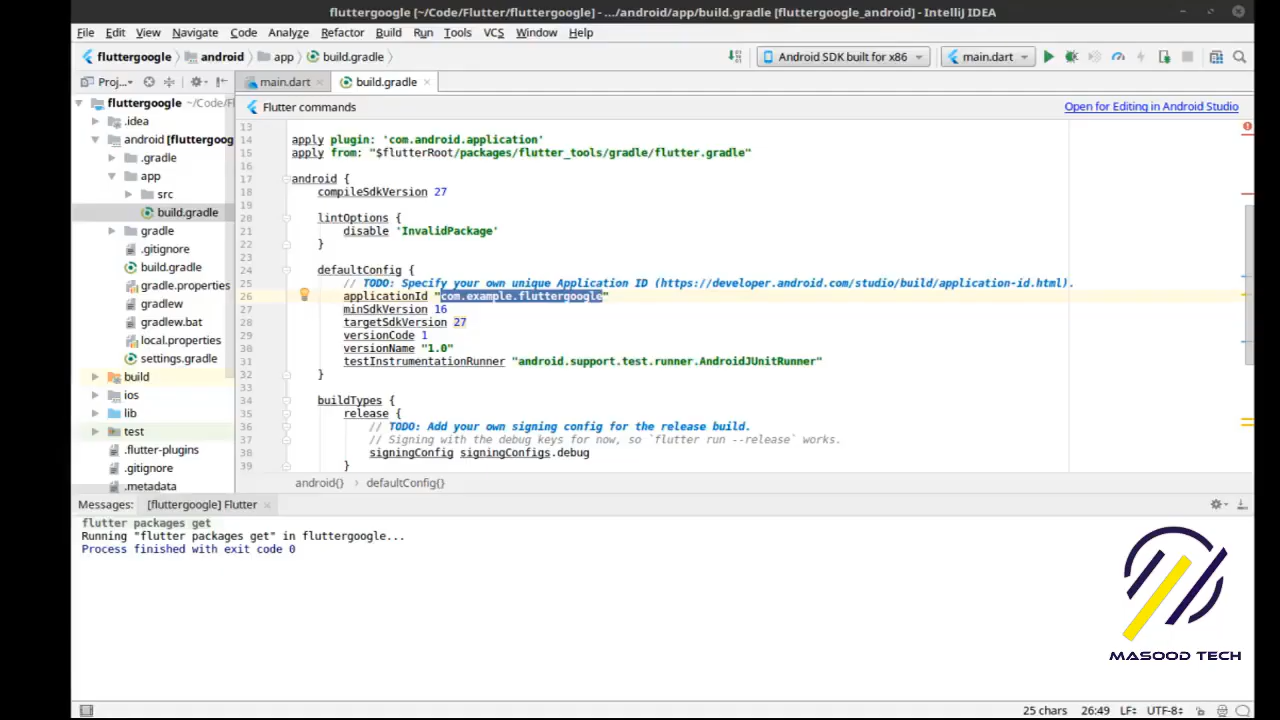 fluttergoogle [~/Code/Flutter/fluttergoogle] - .../android/app/build.gradle [fluttergoogle_android] - IntelliJ IDEA
File Edit View Navigate Code Analyze Refactor Build Run Tools VCS Window Help
fluttergoogle android app build.gradle Android SDK built for x86 main.dart
Proj... main.dart build.gradle
fluttergoogle ~/Code/Fl
.idea
android [fluttergoog
.gradle
app
src
build.gradle
gradle
.gitignore
build.gradle
gradle.properties
gradlew
gradlew.bat
local.properties
settings.gradle
build
ios
lib
test
.flutter-plugins
.gitignore
.metadata
Flutter commands Open for Editing in Android Studio
13
14 apply plugin: 'com.android.application'
15 apply from: "$flutterRoot/packages/flutter_tools/gradle/flutter.gradle"
16
17 android {
18 compileSdkVersion 27
19
20 lintOptions {
21 disable 'InvalidPackage'
22 }
23
24 defaultConfig {
25 // TODO: Specify your own unique Application ID (https://developer.android.com/studio/build/application-id.html).
26 applicationId "com.example.fluttergoogle"
27 minSdkVersion 16
28 targetSdkVersion 27
29 versionCode 1
30 versionName "1.0"
31 testInstrumentationRunner "android.support.test.runner.AndroidJUnitRunner"
32 }
33
34 buildTypes {
35 release {
36 // TODO: Add your own signing config for the release build.
37 // Signing with the debug keys for now, so `flutter run --release` works.
38 signingConfig signingConfigs.debug
39 }
android{} › defaultConfig{}
Messages: [fluttergoogle] Flutter
flutter packages get
Running "flutter packages get" in fluttergoogle...
Process finished with exit code 0
MASOOD TECH
25 chars 26:49 LF÷ UTF-8÷